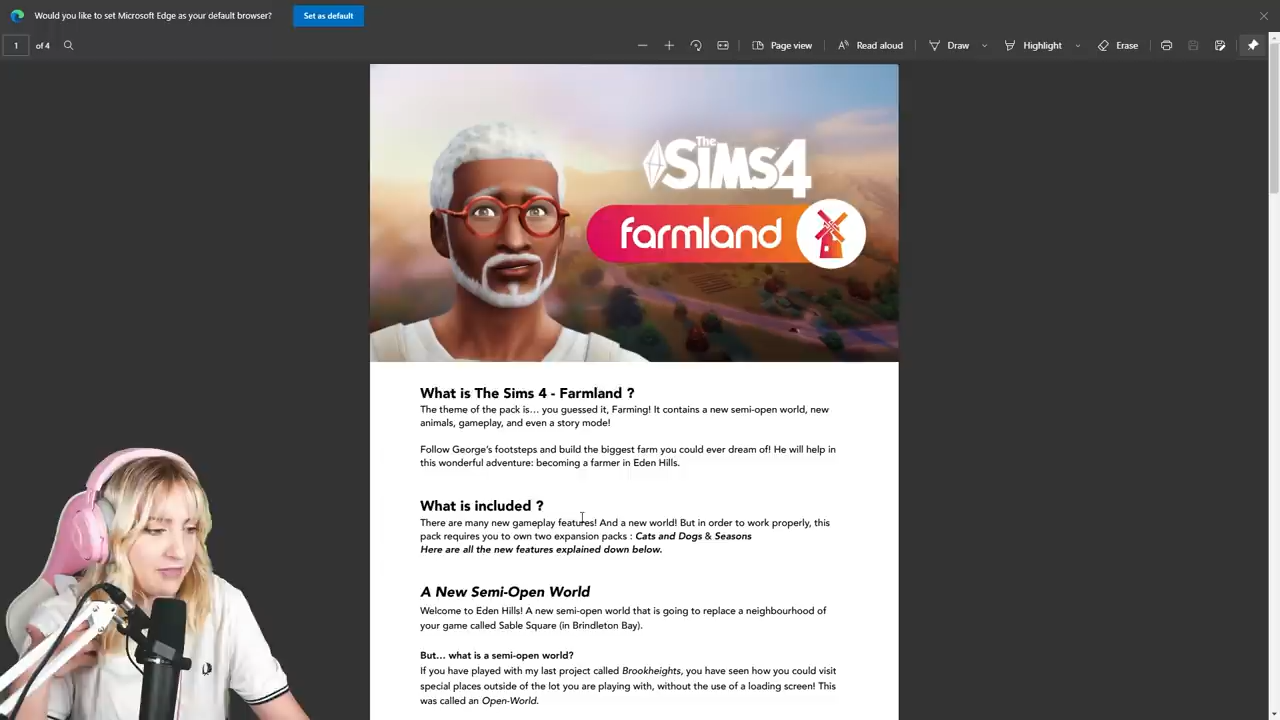 Would you like to set Microsoft Edge as your default browser?
Set as default
1 of 4
Page view
Read aloud
Draw
Highlight
Erase
The SIMS 4
farmland
What is The Sims 4 - Farmland ?
The theme of the pack is... you guessed it, Farming! It contains a new semi-open world, new
animals, gameplay, and even a story mode!
Follow George's footsteps and build the biggest farm you could ever dream of! He will help in
this wonderful adventure: becoming a farmer in Eden Hills.
What is included ?
There are many new gameplay features! And a new world! But in order to work properly, this
pack requires you to own two expansion packs : Cats and Dogs & Seasons
Here are all the new features explained down below.
A New Semi-Open World
Welcome to Eden Hills! A new semi-open world that is going to replace a neighbourhood of
your game called Sable Square (in Brindleton Bay).
But... what is a semi-open world?
If you have played with my last project called Brookheights, you have seen how you could visit
special places outside of the lot you are playing with, without the use of a loading screen! This
was called an Open-World.